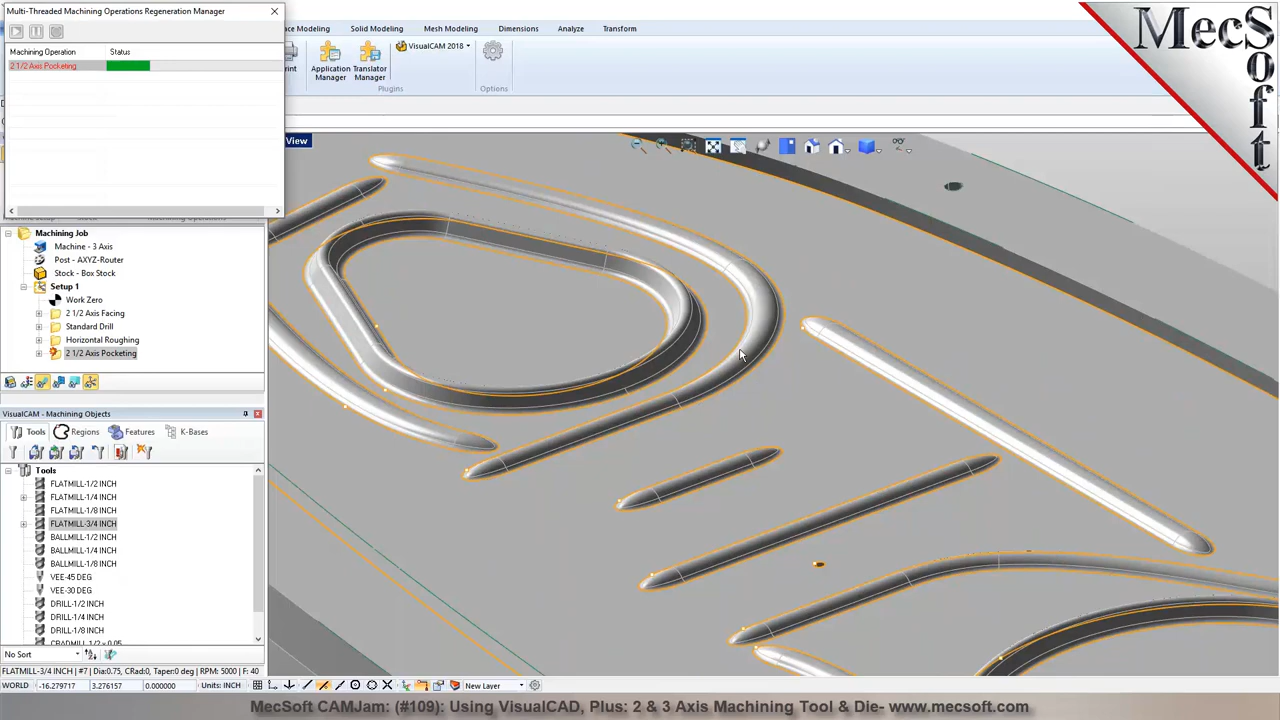 Multi-Threaded Machining Operations Regeneration Manager
Machining Operation Status
2 1/2 Axis Pocketing
Modeling Solid Modeling Mesh Modeling Dimensions Analyze Transform
Application Manager
Translator Manager
VisualCAM 2018
Plugins
Options
MecSoft
View
Machining Job
Machine - 3 Axis
Post - AXYZ-Router
Stock - Box Stock
Setup 1
Work Zero
2 1/2 Axis Facing
Standard Drill
Horizontal Roughing
2 1/2 Axis Pocketing
VisualCAM - Machining Objects
Tools Regions Features K-Bases
Tools
FLATMILL-1/2 INCH
FLATMILL-1/4 INCH
FLATMILL-1/8 INCH
FLATMILL-3/4 INCH
BALLMILL-1/2 INCH
BALLMILL-1/4 INCH
BALLMILL-1/8 INCH
VEE-45 DEG
VEE-30 DEG
DRILL-1/2 INCH
DRILL-1/4 INCH
DRILL-1/8 INCH
No Sort
FLATMILL-3/4 INCH | #7 | Dia:0.75, CRad:0, Taper:0 deg | RPM: 5000 | F: 40
WORLD -16.279717 3.276157 0.000000 Units: INCH New Layer
MecSoft CAMJam: (#109): Using VisualCAD, Plus: 2 & 3 Axis Machining Tool & Die- www.mecsoft.com